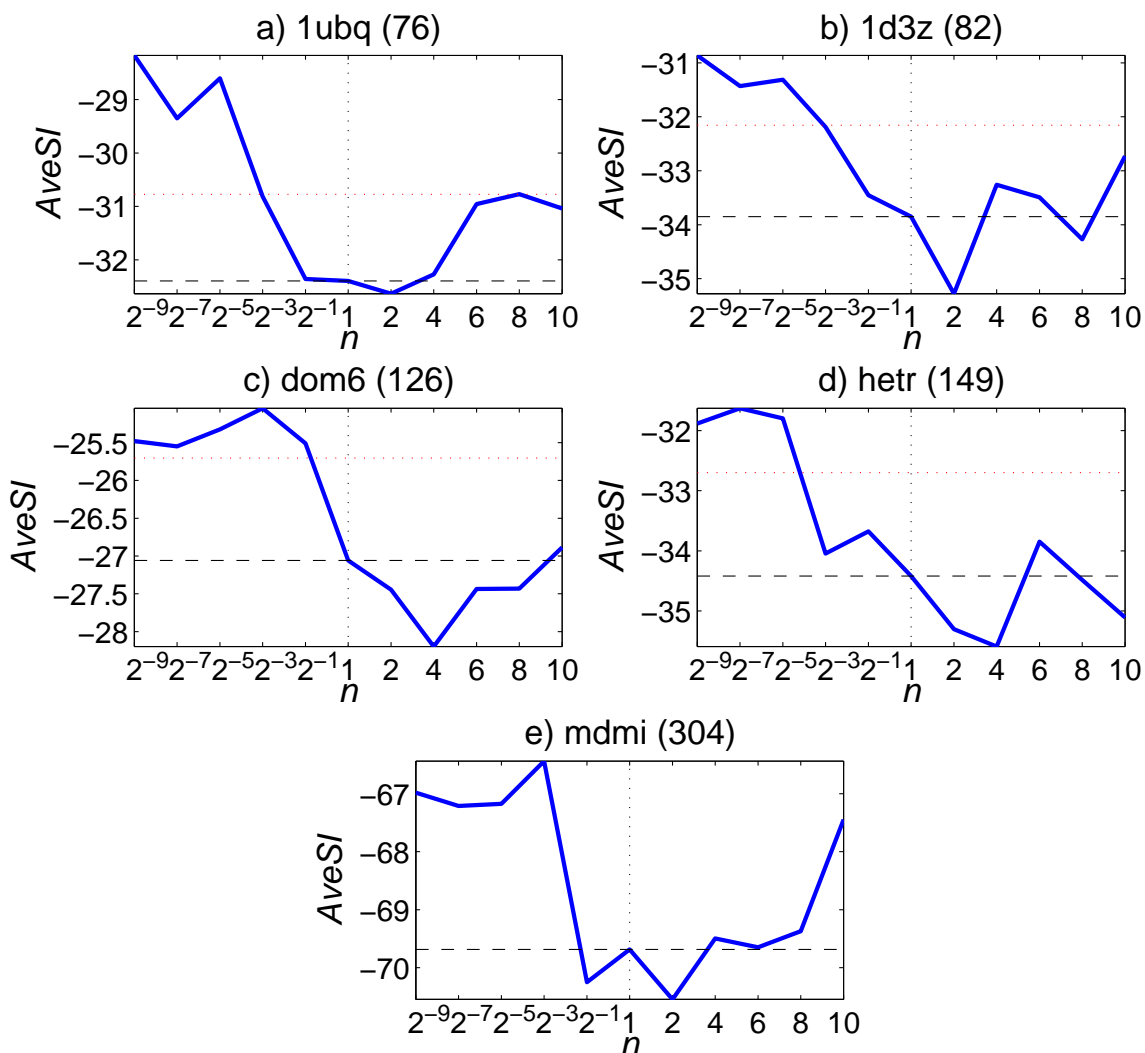 a) 1ubq (76)
AveSI
−29
−30
−31
−32
2⁻⁹ 2⁻⁷ 2⁻⁵ 2⁻³ 2⁻¹ 1 2 4 6 8 10
n
b) 1d3z (82)
AveSI
−31
−32
−33
−34
−35
2⁻⁹ 2⁻⁷ 2⁻⁵ 2⁻³ 2⁻¹ 1 2 4 6 8 10
n
c) dom6 (126)
AveSI
−25.5
−26
−26.5
−27
−27.5
−28
2⁻⁹ 2⁻⁷ 2⁻⁵ 2⁻³ 2⁻¹ 1 2 4 6 8 10
n
d) hetr (149)
AveSI
−32
−33
−34
−35
2⁻⁹ 2⁻⁷ 2⁻⁵ 2⁻³ 2⁻¹ 1 2 4 6 8 10
n
e) mdmi (304)
AveSI
−67
−68
−69
−70
2⁻⁹ 2⁻⁷ 2⁻⁵ 2⁻³ 2⁻¹ 1 2 4 6 8 10
n